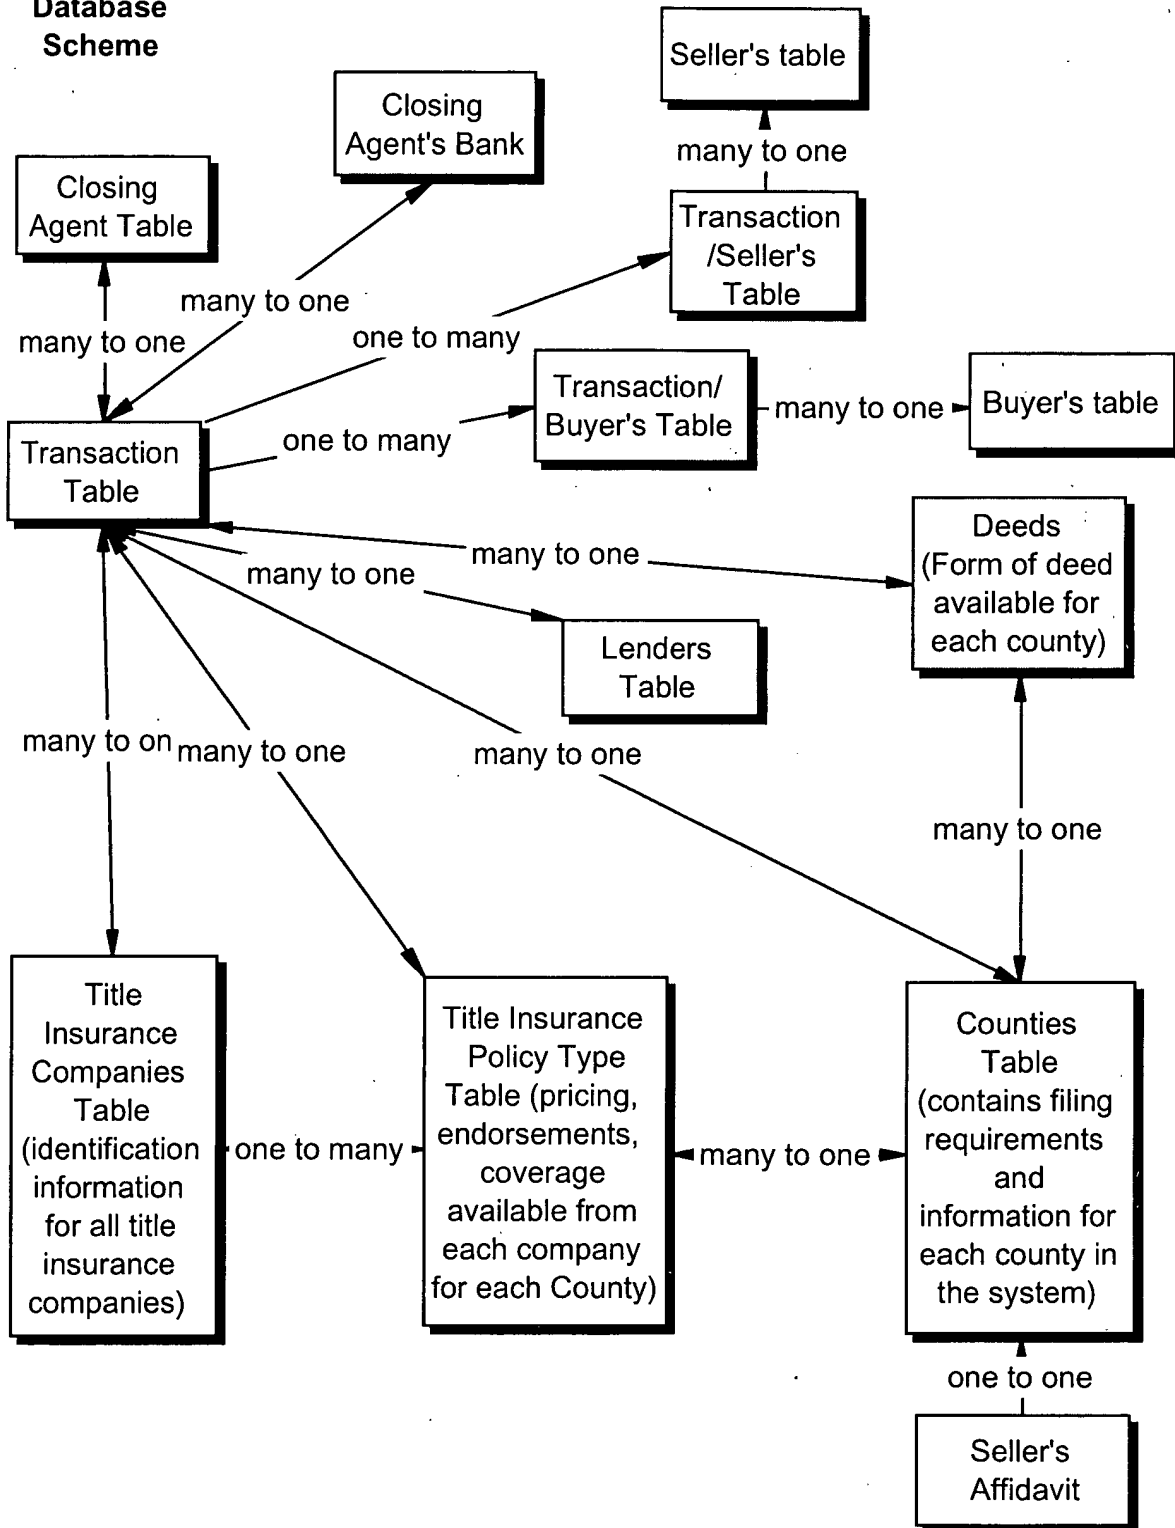 Database
Scheme
Seller's table
Closing
Agent's Bank
many to one
Closing
Agent Table
Transaction
/Seller's
Table
many to one
many to one
one to many
Transaction/
Buyer's Table
many to one
Buyer's table
one to many
Transaction
Table
Deeds
(Form of deed
available for
each county)
many to one
many to one
Lenders
Table
many to on
many to one
many to one
many to one
Title
Insurance
Companies
Table
(identification
information
for all title
insurance
companies)
one to many
Title Insurance
Policy Type
Table (pricing,
endorsements,
coverage
available from
each company
for each County)
many to one
Counties
Table
(contains filing
requirements
and
information for
each county in
the system)
one to one
Seller's
Affidavit